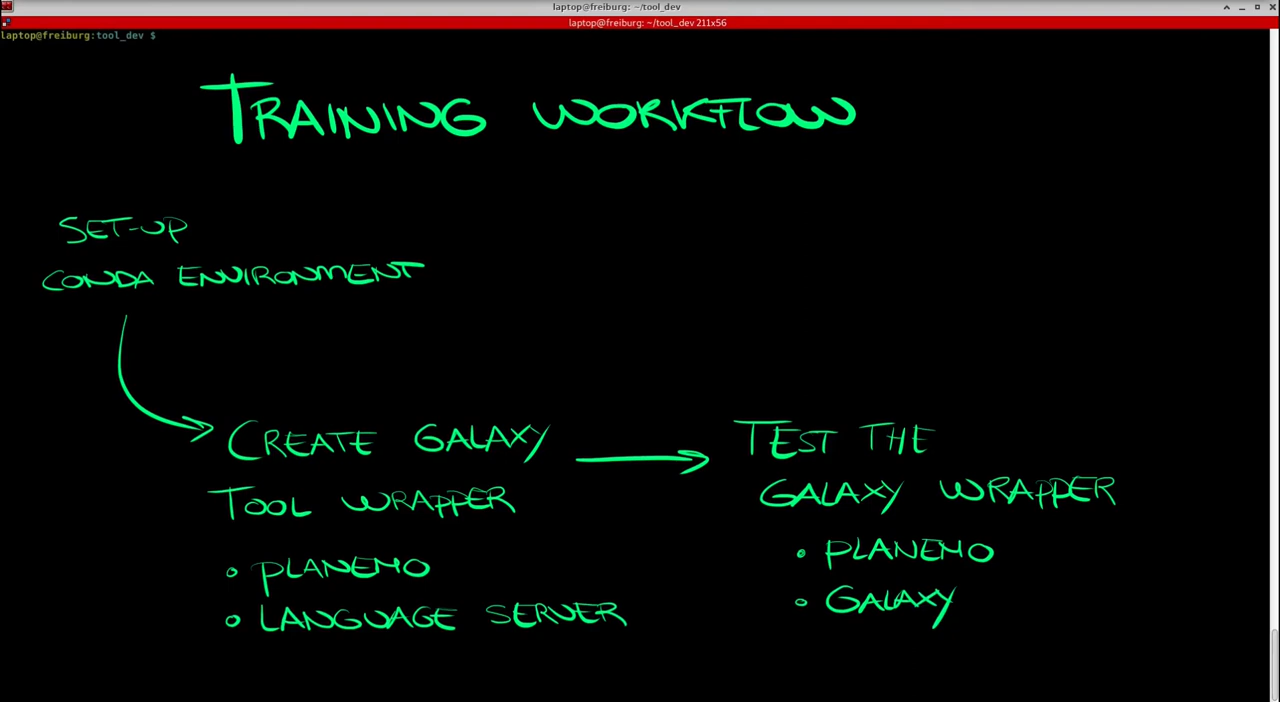 laptop@freiburg: ~/tool_dev
laptop@freiburg: ~/tool_dev 211x56
laptop@freiburg:tool_dev $
TRAINING WORKFLOW
SET-UP
CONDA ENVIRONMENT
CREATE GALAXY
TOOL WRAPPER
• PLANEMO
• LANGUAGE SERVER
TEST THE
GALAXY WRAPPER
• PLANEMO
• GALAXY